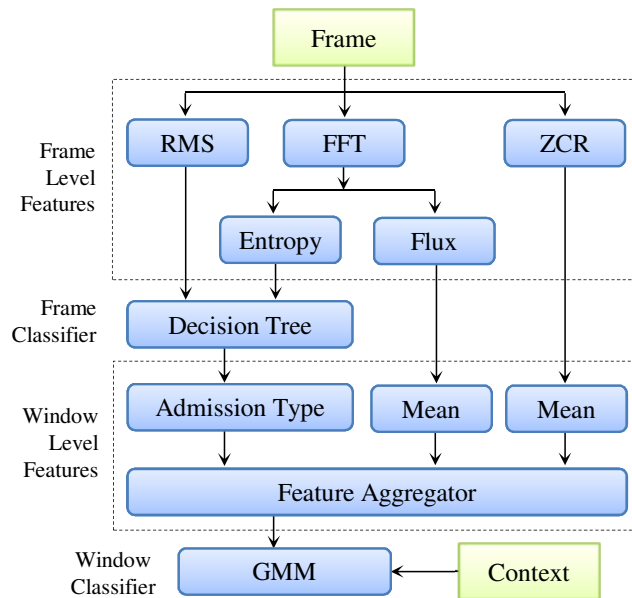 Frame
RMS
FFT
ZCR
Frame
Level
Features
Entropy
Flux
Frame
Classifier
Decision Tree
Admission Type
Mean
Mean
Window
Level
Features
Feature Aggregator
Window
Classifier
GMM
Context